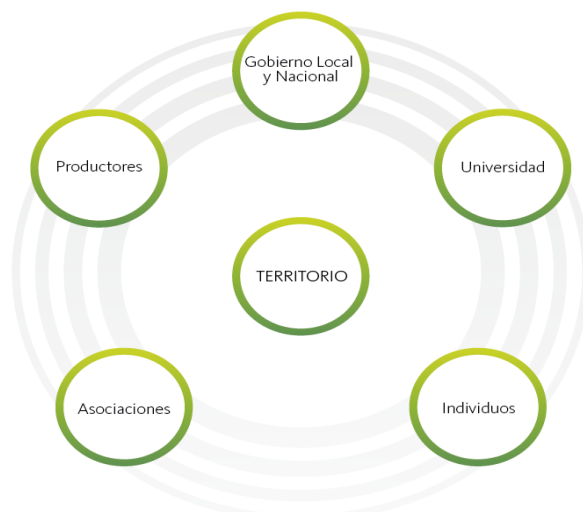 Gobierno Local
y Nacional
Productores
Universidad
TERRITORIO
Asociaciones
Individuos